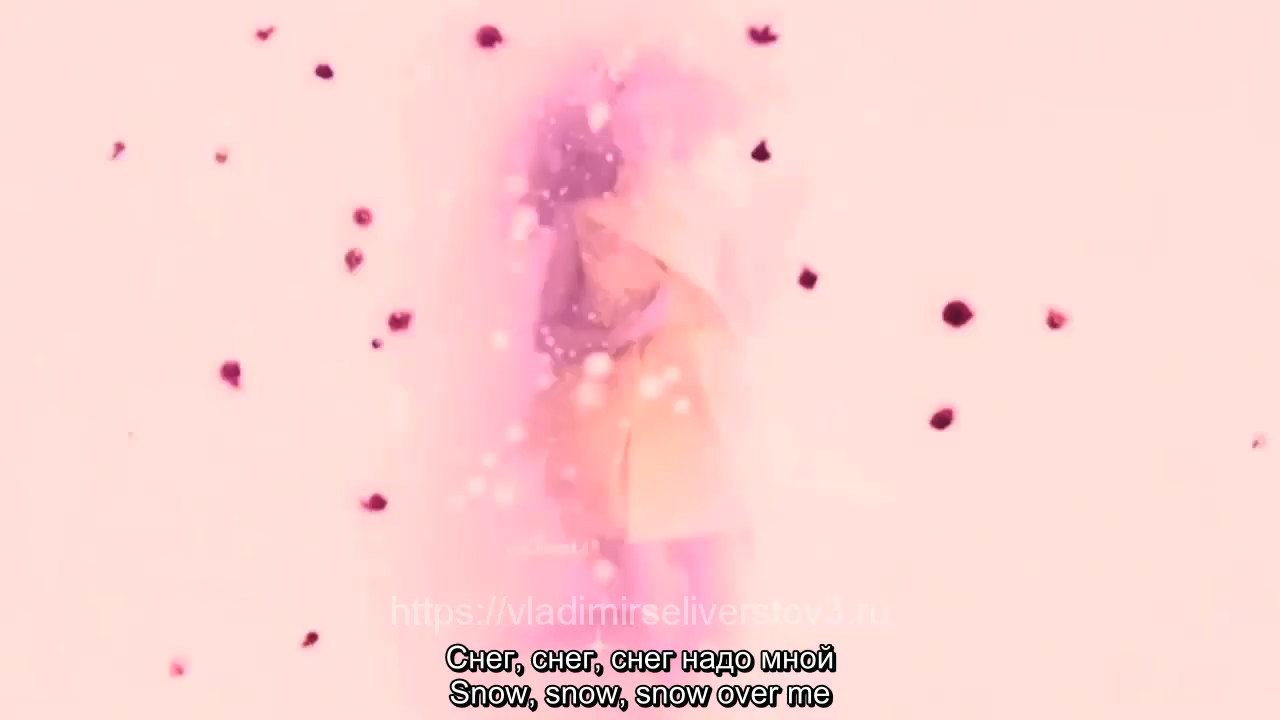 https://vladimirseliverstov3.ru
Снег, снег, снег надо мной
Snow, snow, snow over me